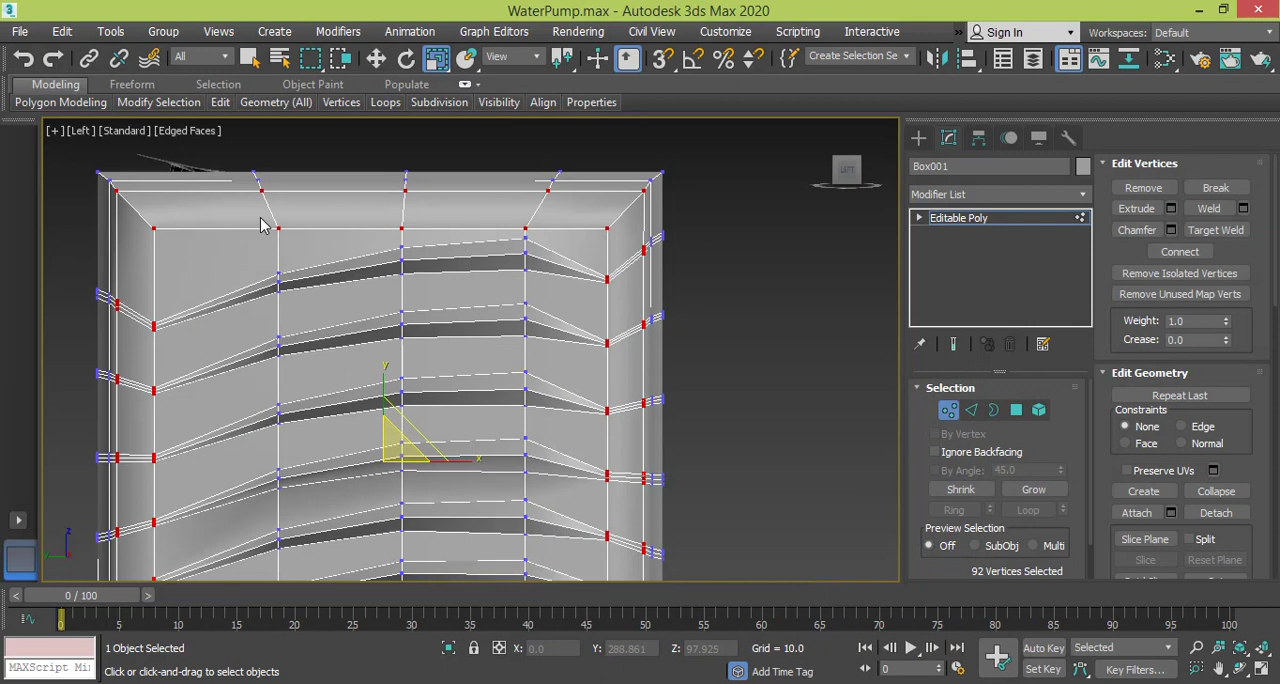 WaterPump.max - Autodesk 3ds Max 2020
File Edit Tools Group Views Create Modifiers Animation Graph Editors Rendering Civil View Customize Scripting Interactive Sign In Workspaces: Default
All View Create Selection Se
Modeling Freeform Selection Object Paint Populate
Polygon Modeling Modify Selection Edit Geometry (All) Vertices Loops Subdivision Visibility Align Properties
[+] [Left] [Standard] [Edged Faces]
LEFT
y
x
z
Box001
Modifier List
Editable Poly
Selection
By Vertex
Ignore Backfacing
By Angle: 45.0
Shrink Grow
Ring Loop
Preview Selection
Off SubObj Multi
92 Vertices Selected
Edit Vertices
Remove Break
Extrude Weld
Chamfer Target Weld
Connect
Remove Isolated Vertices
Remove Unused Map Verts
Weight: 1.0
Crease: 0.0
Edit Geometry
Repeat Last
Constraints
None Edge
Face Normal
Preserve UVs
Create Collapse
Attach Detach
Slice Plane Split
Slice Reset Plane
0 / 100
0 5 10 15 20 25 30 35 40 45 50 55 60 65 70 75 80 85 90 95 100
1 Object Selected
Click or click-and-drag to select objects
MAXScript Mi
X: 0.0 Y: 288.861 Z: 97.925 Grid = 10.0
Add Time Tag
0
Auto Key Selected
Set Key Key Filters...